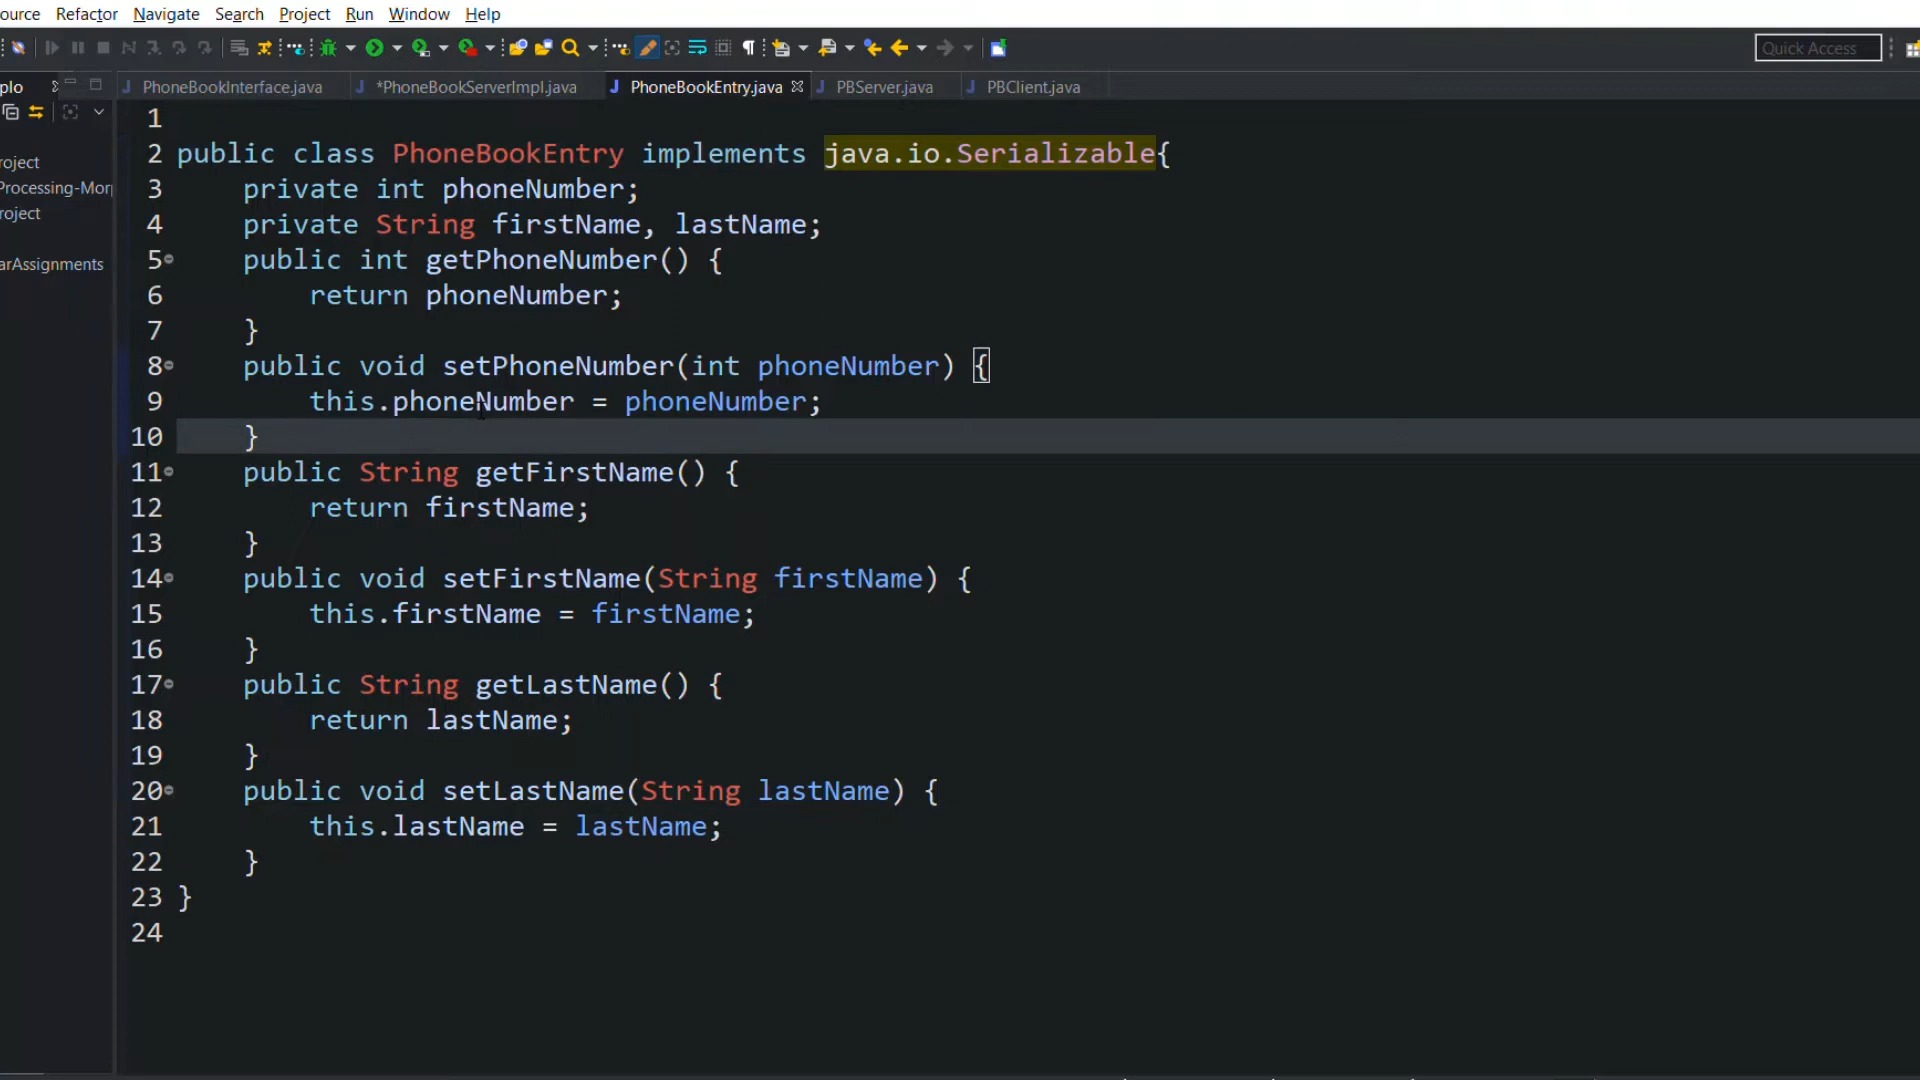 ource Refactor Navigate Search Project Run Window Help
Quick Access
plo
PhoneBookInterface.java *PhoneBookServerImpl.java PhoneBookEntry.java PBServer.java PBClient.java
roject
Processing-Mor
roject
arAssignments
1
2 public class PhoneBookEntry implements java.io.Serializable{
3 private int phoneNumber;
4 private String firstName, lastName;
5 public int getPhoneNumber() {
6 return phoneNumber;
7 }
8 public void setPhoneNumber(int phoneNumber) {
9 this.phoneNumber = phoneNumber;
10 }
11 public String getFirstName() {
12 return firstName;
13 }
14 public void setFirstName(String firstName) {
15 this.firstName = firstName;
16 }
17 public String getLastName() {
18 return lastName;
19 }
20 public void setLastName(String lastName) {
21 this.lastName = lastName;
22 }
23 }
24